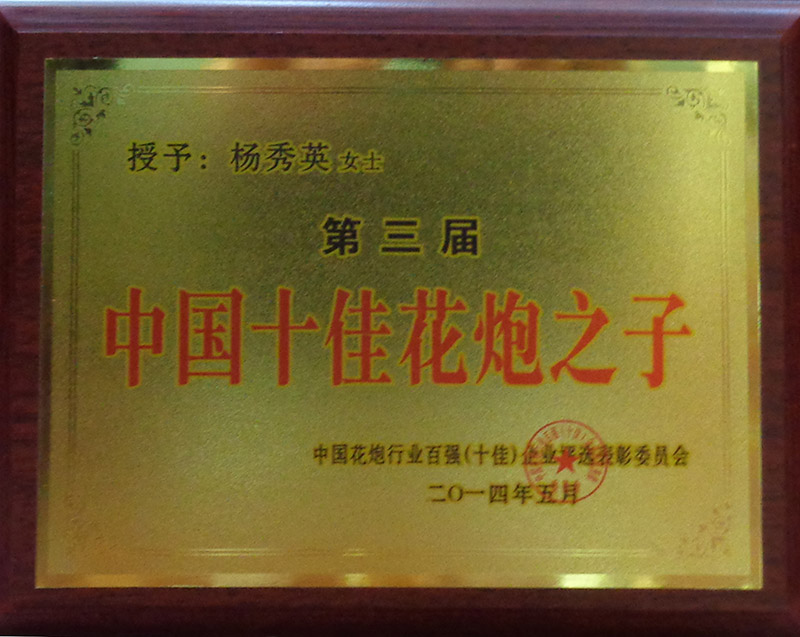 授予：杨秀英女士
第三届
中国十佳花炮之子
中国花炮行业百强(十佳)企业评选表彰委员会
二〇一四年五月